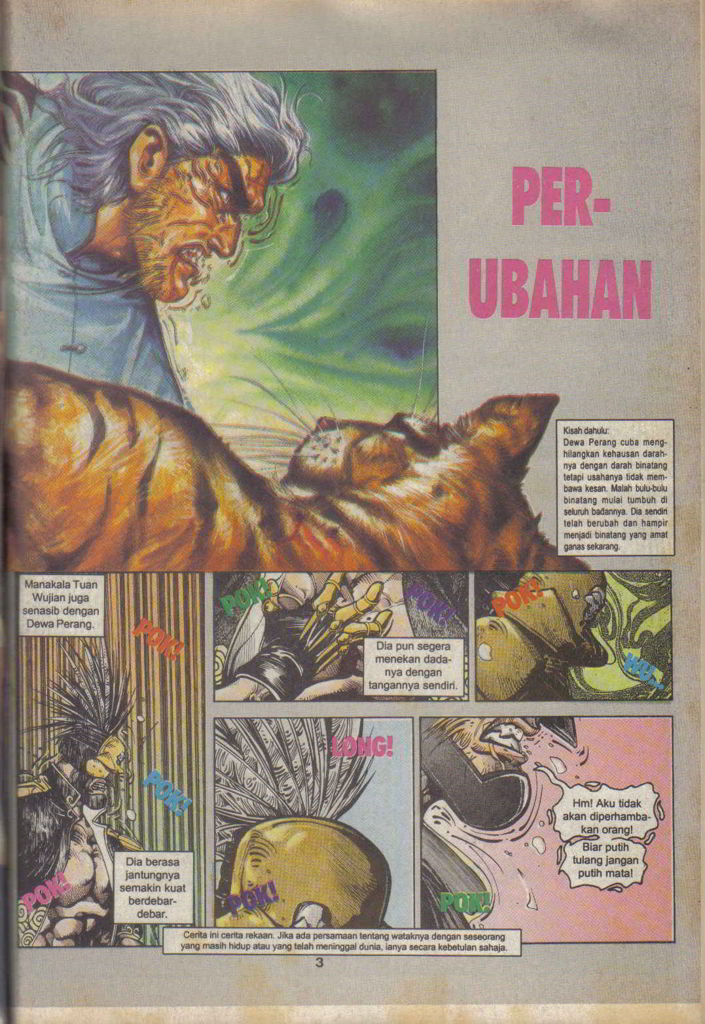 PER-
UBAHAN
Kisah dahulu:
Dewa Perang cuba meng-
hilangkan kehausan darah-
nya dengan darah binatang
tetapi usahanya tidak mem-
bawa kesan. Malah bulu-bulu
binatang mulai tumbuh di
seluruh badannya. Dia sendiri
telah berubah dan hampir
menjadi binatang yang amat
ganas sekarang.
Manakala Tuan
Wujian juga
senasib dengan
Dewa Perang.
POK!
POK!
POK!
Dia berasa
jantungnya
semakin kuat
berdebar-
debar.
POK!
POK!
Dia pun segera
menekan dada-
nya dengan
tangannya sendiri.
POK!
WU...
LONG!
POK!
Hm! Aku tidak
akan diperhamba-
kan orang!
Biar putih
tulang jangan
putih mata!
POK!
Cerita ini cerita rekaan. Jika ada persamaan tentang wataknya dengan seseorang
yang masih hidup atau yang telah meninggal dunia, ianya secara kebetulan sahaja.
3